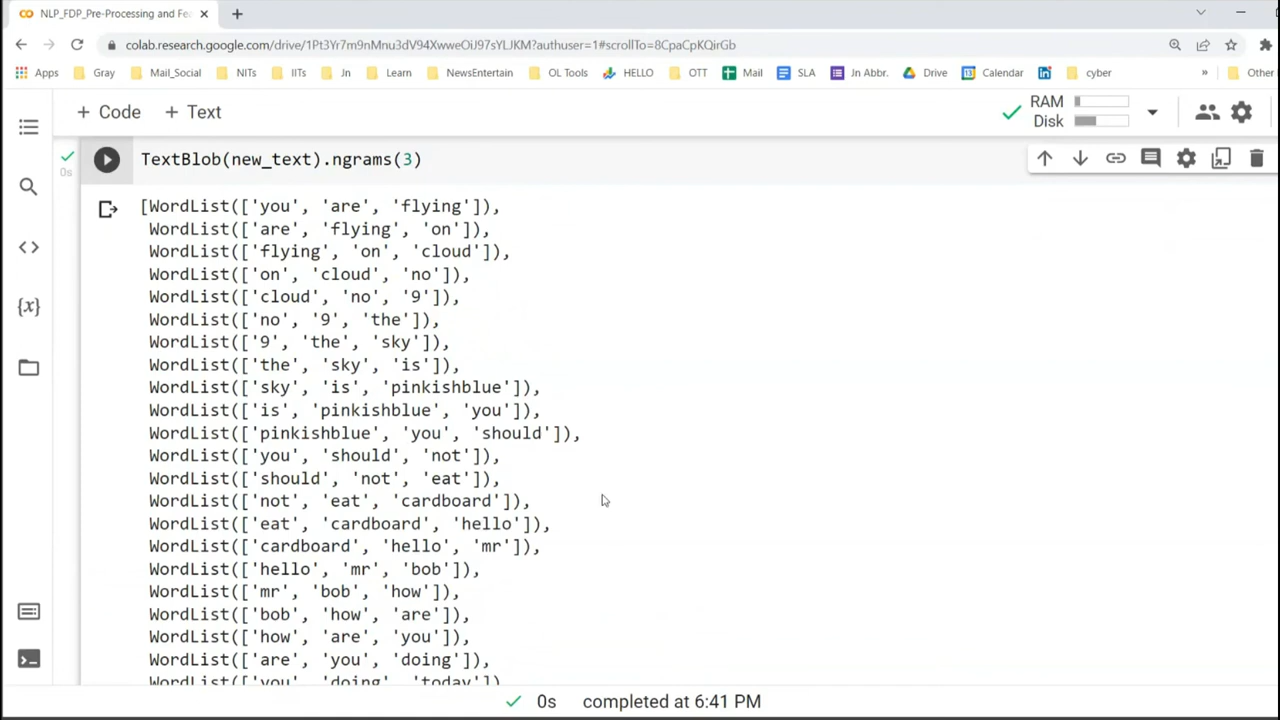 NLP_FDP_Pre-Processing and Fea
colab.research.google.com/drive/1Pt3Yr7m9nMnu3dV94XwweOiJ97sYLJKM?authuser=1#scrollTo=8CpaCpKQirGb
Apps Gray Mail_Social NITs IITs Jn Learn NewsEntertain OL Tools HELLO OTT Mail SLA Jn Abbr. Drive Calendar cyber » Other
+ Code + Text
RAM
Disk
TextBlob(new_text).ngrams(3)
0s
[WordList(['you', 'are', 'flying']),
WordList(['are', 'flying', 'on']),
WordList(['flying', 'on', 'cloud']),
WordList(['on', 'cloud', 'no']),
WordList(['cloud', 'no', '9']),
WordList(['no', '9', 'the']),
WordList(['9', 'the', 'sky']),
WordList(['the', 'sky', 'is']),
WordList(['sky', 'is', 'pinkishblue']),
WordList(['is', 'pinkishblue', 'you']),
WordList(['pinkishblue', 'you', 'should']),
WordList(['you', 'should', 'not']),
WordList(['should', 'not', 'eat']),
WordList(['not', 'eat', 'cardboard']),
WordList(['eat', 'cardboard', 'hello']),
WordList(['cardboard', 'hello', 'mr']),
WordList(['hello', 'mr', 'bob']),
WordList(['mr', 'bob', 'how']),
WordList(['bob', 'how', 'are']),
WordList(['how', 'are', 'you']),
WordList(['are', 'you', 'doing']),
WordList(['you', 'doing', 'today'])
0s completed at 6:41 PM